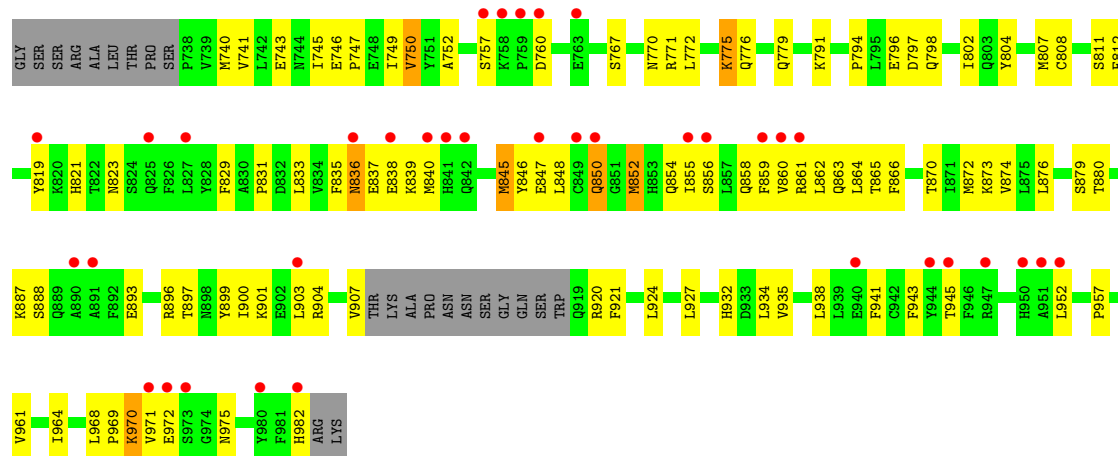 GLY SER SER ARG ALA LEU THR PRO SER P738 V739 M740 V741 L742 E743 N744 I745 E746 P747 E748 I749 V750 Y751 A752 S757 K758 P759 D760 E763 S767 N770 R771 L772 K775 Q776 Q779 K791 P794 L795 E796 D797 Q798 I802 Q803 Y804 M807 C808 S811 F812
Y819 K820 H821 T822 N823 S824 Q825 F826 L827 Y828 F829 A830 P831 D832 L833 V834 F835 N836 E837 E838 K839 M840 H841 Q842 M845 Y846 E847 L848 C849 Q850 G851 M852 H853 Q854 I855 S856 L857 Q858 F859 V860 R861 L862 Q863 L864 T865 F866 T870 I871 M872 K873 V874 L875 L876 S879 T880
K887 S888 Q889 A890 A891 F892 E893 R896 T897 N898 Y899 I900 K901 E902 L903 R904 V907 THR LYS ALA PRO ASN ASN SER GLY GLN SER TRP Q919 R920 F921 L924 L927 H932 D933 L934 V935 L938 L939 E940 F941 C942 F943 Y944 T945 F946 R947 H950 A951 L952 P957
V961 I964 L968 P969 K970 V971 E972 S973 G974 N975 Y980 F981 H982 ARG LYS